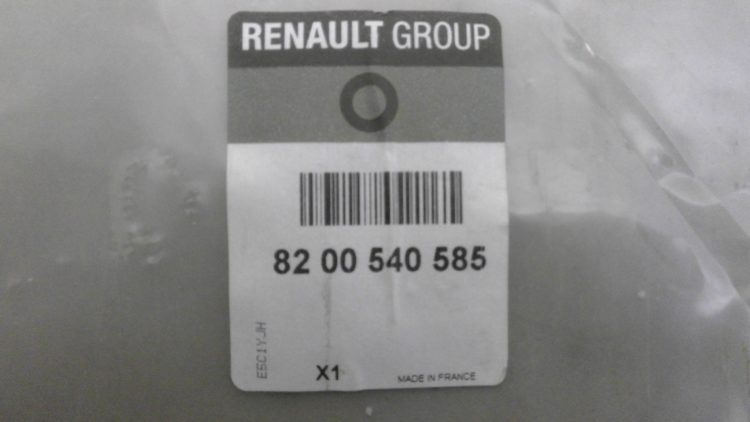 RENAULT GROUP
82 00 540 585
E5C1YJH
X1
MADE IN FRANCE